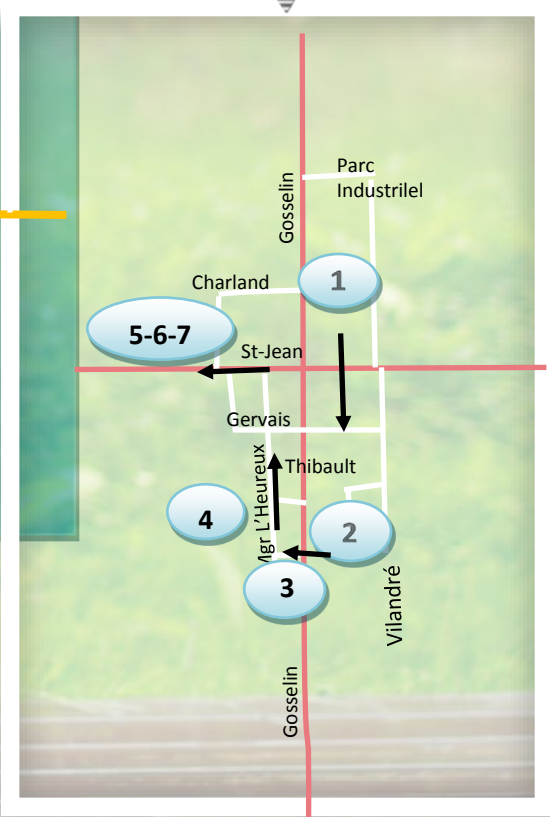 Parc
Industrilel
Gosselin
Charland
1
5-6-7
St-Jean
Gervais
Thibault
Mgr L'Heureux
4
2
3
Vilandré
Gosselin